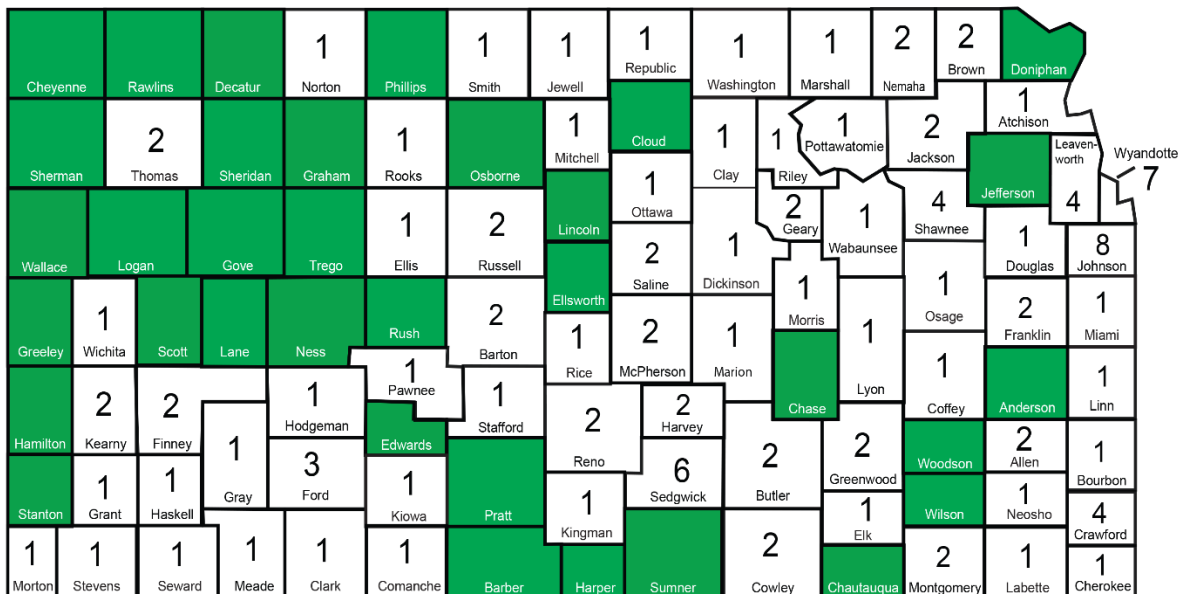 1 1 1 1 1 1 2 2
Cheyenne Rawlins Decatur Norton Phillips Smith Jewell Republic Washington Marshall Nemaha Brown Doniphan
2 1 1 1 1 1 2 1
Sherman Thomas Sheridan Graham Rooks Osborne Mitchell Cloud Clay Riley Pottawatomie Jackson Atchison
Leaven-
worth
4
Wyandotte
7
Jefferson
1 2 1 2 1 2 1 1 4 1 8
Wallace Logan Gove Trego Ellis Russell Lincoln Ottawa Saline Dickinson Geary Wabaunsee Shawnee Douglas Johnson
1 2 1 2 1 1 1 1 2 1
Greeley Wichita Scott Lane Ness Rush Barton Ellsworth Rice McPherson Marion Morris Lyon Osage Franklin Miami
2 2 1 1 1 2 2 1 1
Hamilton Kearny Finney Hodgeman Pawnee Edwards Stafford Reno Harvey Chase Coffey Anderson Linn
1 1 1 3 1 1 6 2 2 2 1
Stanton Grant Haskell Gray Ford Kiowa Pratt Kingman Sedgwick Butler Greenwood Woodson Allen Bourbon
1 1 4
Elk Wilson Neosho Crawford
1 1 1 1 1 1 2 2 1 1
Morton Stevens Seward Meade Clark Comanche Barber Harper Sumner Cowley Chautauqua Montgomery Labette Cherokee